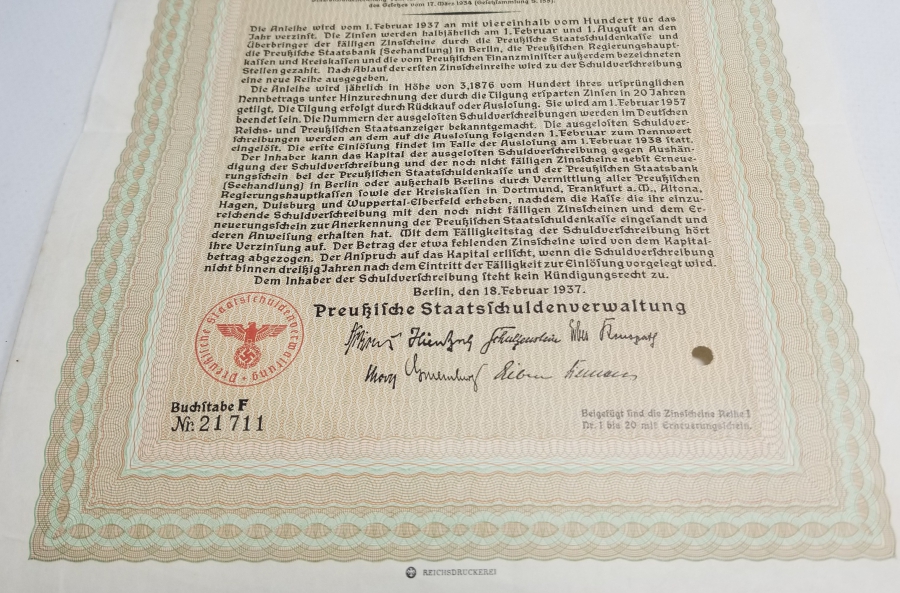 des Gesetzes vom 17. März 1934 (Gesetzsammlung S. 155).
Die Anleihe wird vom 1. Februar 1937 an mit viereinhalb vom Hundert für das
Jahr verzinst. Die Zinsen werden halbjährlich am 1. Februar und 1. August an den
Überbringer der fälligen Zinsscheine durch die Preußische Staatsschuldenkasse und
die Preußische Staatsbank (Seehandlung) in Berlin, die Preußischen Regierungshaupt-
kassen und Kreiskassen und die vom Preußischen Finanzminister außerdem bezeichneten
Stellen gezahlt. Nach Ablauf der ersten Zinsscheinreihe wird zu der Schuldverschreibung
eine neue Reihe ausgegeben.
Die Anleihe wird jährlich in Höhe von 3,1876 vom Hundert ihres ursprünglichen
Nennbetrags unter Hinzurechnung der durch die Tilgung ersparten Zinsen in 20 Jahren
getilgt. Die Tilgung erfolgt durch Rückkauf oder Auslosung. Sie wird am 1. Februar 1957
beendet sein. Die Nummern der ausgelosten Schuldverschreibungen werden im Deutschen
Reichs- und Preußischen Staatsanzeiger bekanntgemacht. Die ausgelosten Schuldver-
schreibungen werden an dem auf die Auslosung folgenden 1. Februar zum Nennwert
eingelöst. Die erste Einlösung findet im Falle der Auslosung am 1. Februar 1938 statt.
Der Inhaber kann das Kapital der ausgelosten Schuldverschreibung gegen Aushän-
digung der Schuldverschreibung und der noch nicht fälligen Zinsscheine nebst Erneue-
rungsschein bei der Preußischen Staatsschuldenkasse und der Preußischen Staatsbank
(Seehandlung) in Berlin oder außerhalb Berlins durch Vermittlung aller Preußischen
Regierungshauptkassen sowie der Kreiskassen in Dortmund, Frankfurt a. M., Altona,
Hagen, Duisburg und Wuppertal-Elberfeld erheben, nachdem die Kasse die ihr einzu-
reichende Schuldverschreibung mit den noch nicht fälligen Zinsscheinen und dem Er-
neuerungsschein zur Anerkennung der Preußischen Staatsschuldenkasse eingesandt und
deren Anweisung erhalten hat. Mit dem Fälligkeitstag der Schuldverschreibung hört
ihre Verzinsung auf. Der Betrag der etwa fehlenden Zinsscheine wird von dem Kapital-
betrag abgezogen. Der Anspruch auf das Kapital erlischt, wenn die Schuldverschreibung
nicht binnen dreißig Jahren nach dem Eintritt der Fälligkeit zur Einlösung vorgelegt wird.
Dem Inhaber der Schuldverschreibung steht kein Kündigungsrecht zu.
Berlin, den 18. Februar 1937.
Preußische Staatsschuldenverwaltung
Preußische Staatsschuldenverwaltung
Buchstabe F
Nr. 21711
Beigefügt sind die Zinsscheine Reihe I
Nr. 1 bis 20 mit Erneuerungsschein.
REICHSDRUCKEREI